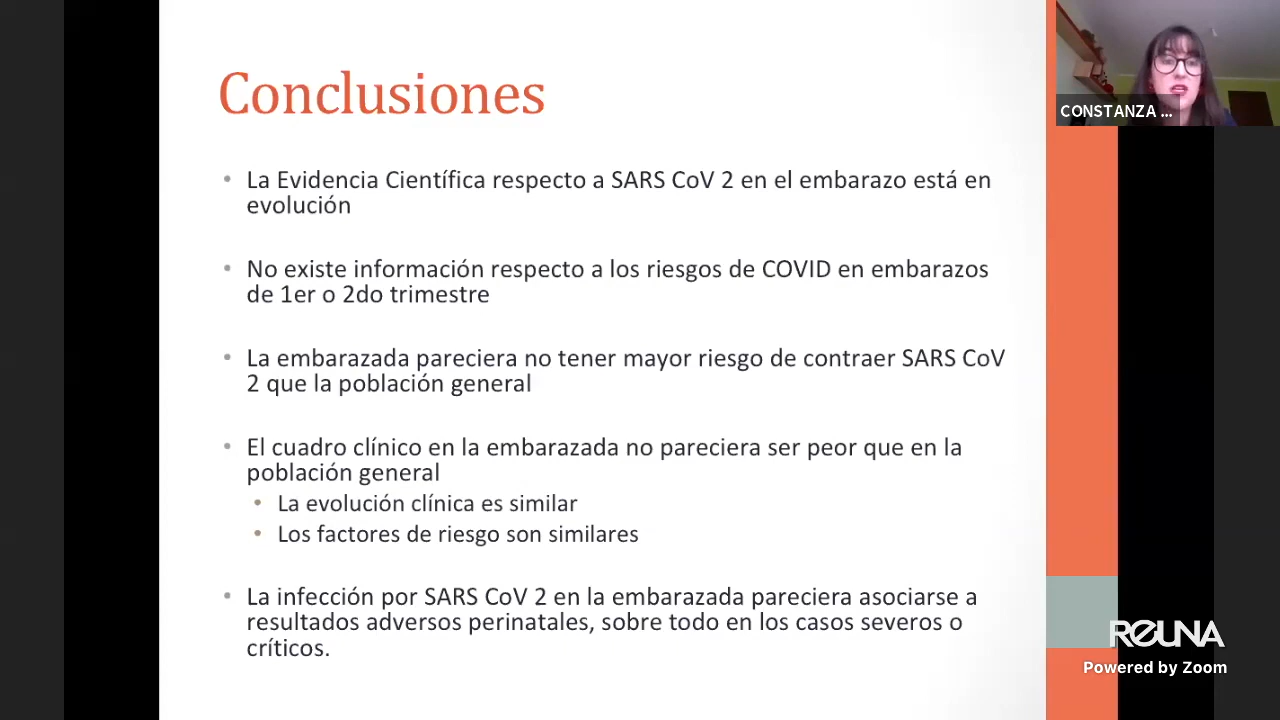 Conclusiones
CONSTANZA ...
• La Evidencia Científica respecto a SARS CoV 2 en el embarazo está en
evolución
• No existe información respecto a los riesgos de COVID en embarazos
de 1er o 2do trimestre
• La embarazada pareciera no tener mayor riesgo de contraer SARS CoV
2 que la población general
• El cuadro clínico en la embarazada no pareciera ser peor que en la
población general
• La evolución clínica es similar
• Los factores de riesgo son similares
• La infección por SARS CoV 2 en la embarazada pareciera asociarse a
resultados adversos perinatales, sobre todo en los casos severos o
críticos.
REUNA
Powered by Zoom